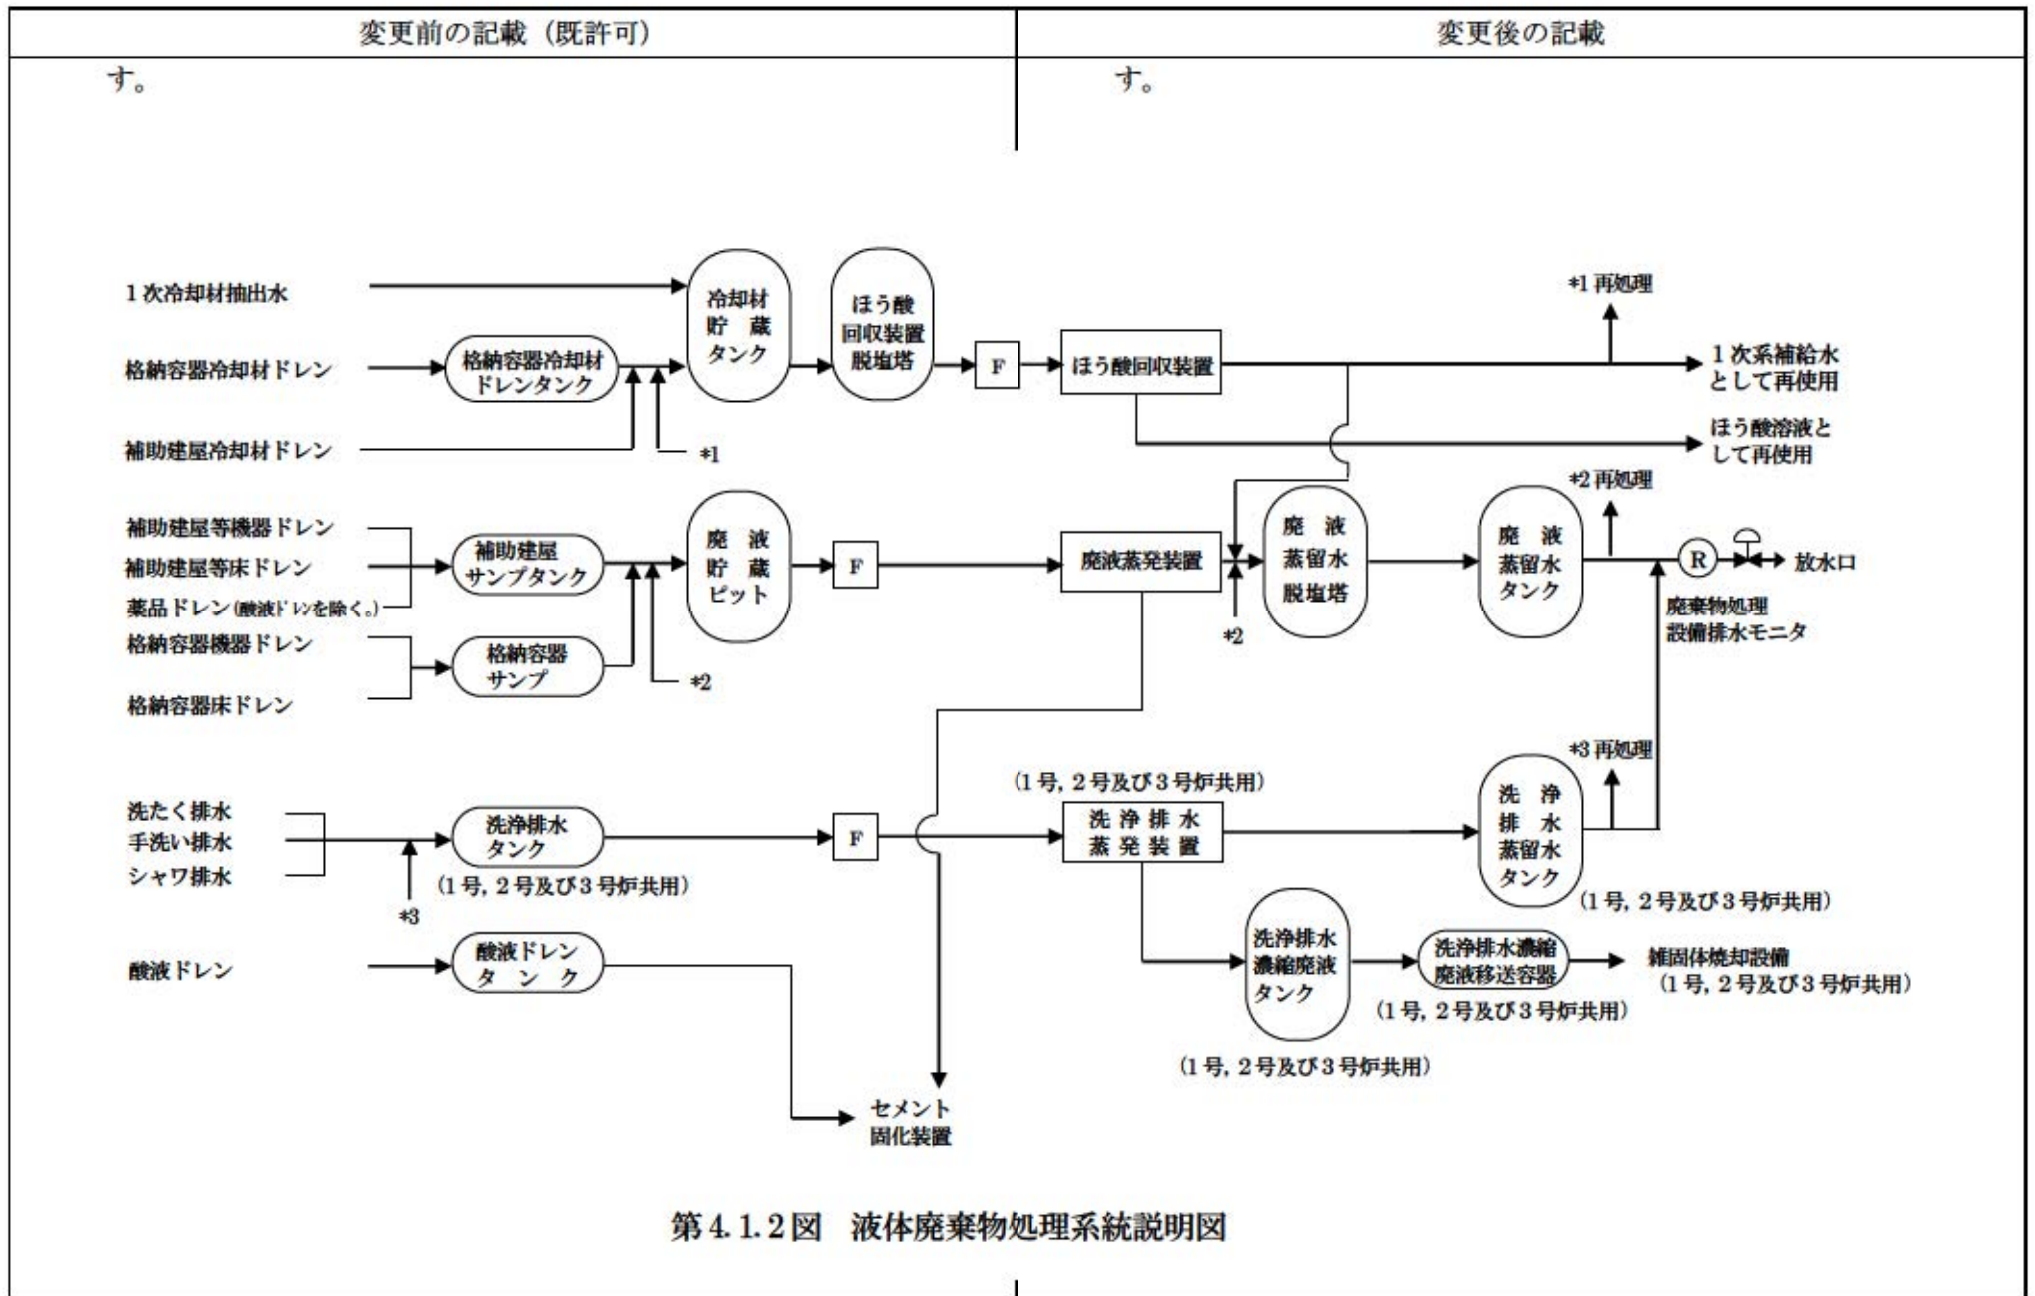 変更前の記載（既許可）
変更後の記載
す。
す。
1次冷却材抽出水
格納容器冷却材ドレン
補助建屋冷却材ドレン
格納容器冷却材
ドレンタンク
*1
冷却材
貯　蔵
タンク
ほう酸
回収装置
脱塩塔
F
ほう酸回収装置
*1 再処理
1次系補給水
として再使用
ほう酸溶液と
して再使用
補助建屋等機器ドレン
補助建屋等床ドレン
薬品ドレン(酸液ドレンを除く。)
格納容器機器ドレン
格納容器床ドレン
補助建屋
サンプタンク
格納容器
サンプ
*2
廃　液
貯　蔵
ピット
F
廃液蒸発装置
*2
廃　液
蒸留水
脱塩塔
廃　液
蒸留水
タンク
*2 再処理
R
放水口
廃棄物処理
設備排水モニタ
洗たく排水
手洗い排水
シャワ排水
*3
洗浄排水
タンク
(1号, 2号及び3号炉共用)
F
(1号, 2号及び3号炉共用)
洗 浄 排 水
蒸 発 装 置
洗　浄
排　水
蒸留水
タンク
*3 再処理
(1号, 2号及び3号炉共用)
酸液ドレン
酸液ドレン
タ　ン　ク
洗浄排水
濃縮廃液
タンク
(1号, 2号及び3号炉共用)
洗浄排水濃縮
廃液移送容器
(1号, 2号及び3号炉共用)
雑固体焼却設備
(1号, 2号及び3号炉共用)
セメント
固化装置
第4.1.2図　液体廃棄物処理系統説明図